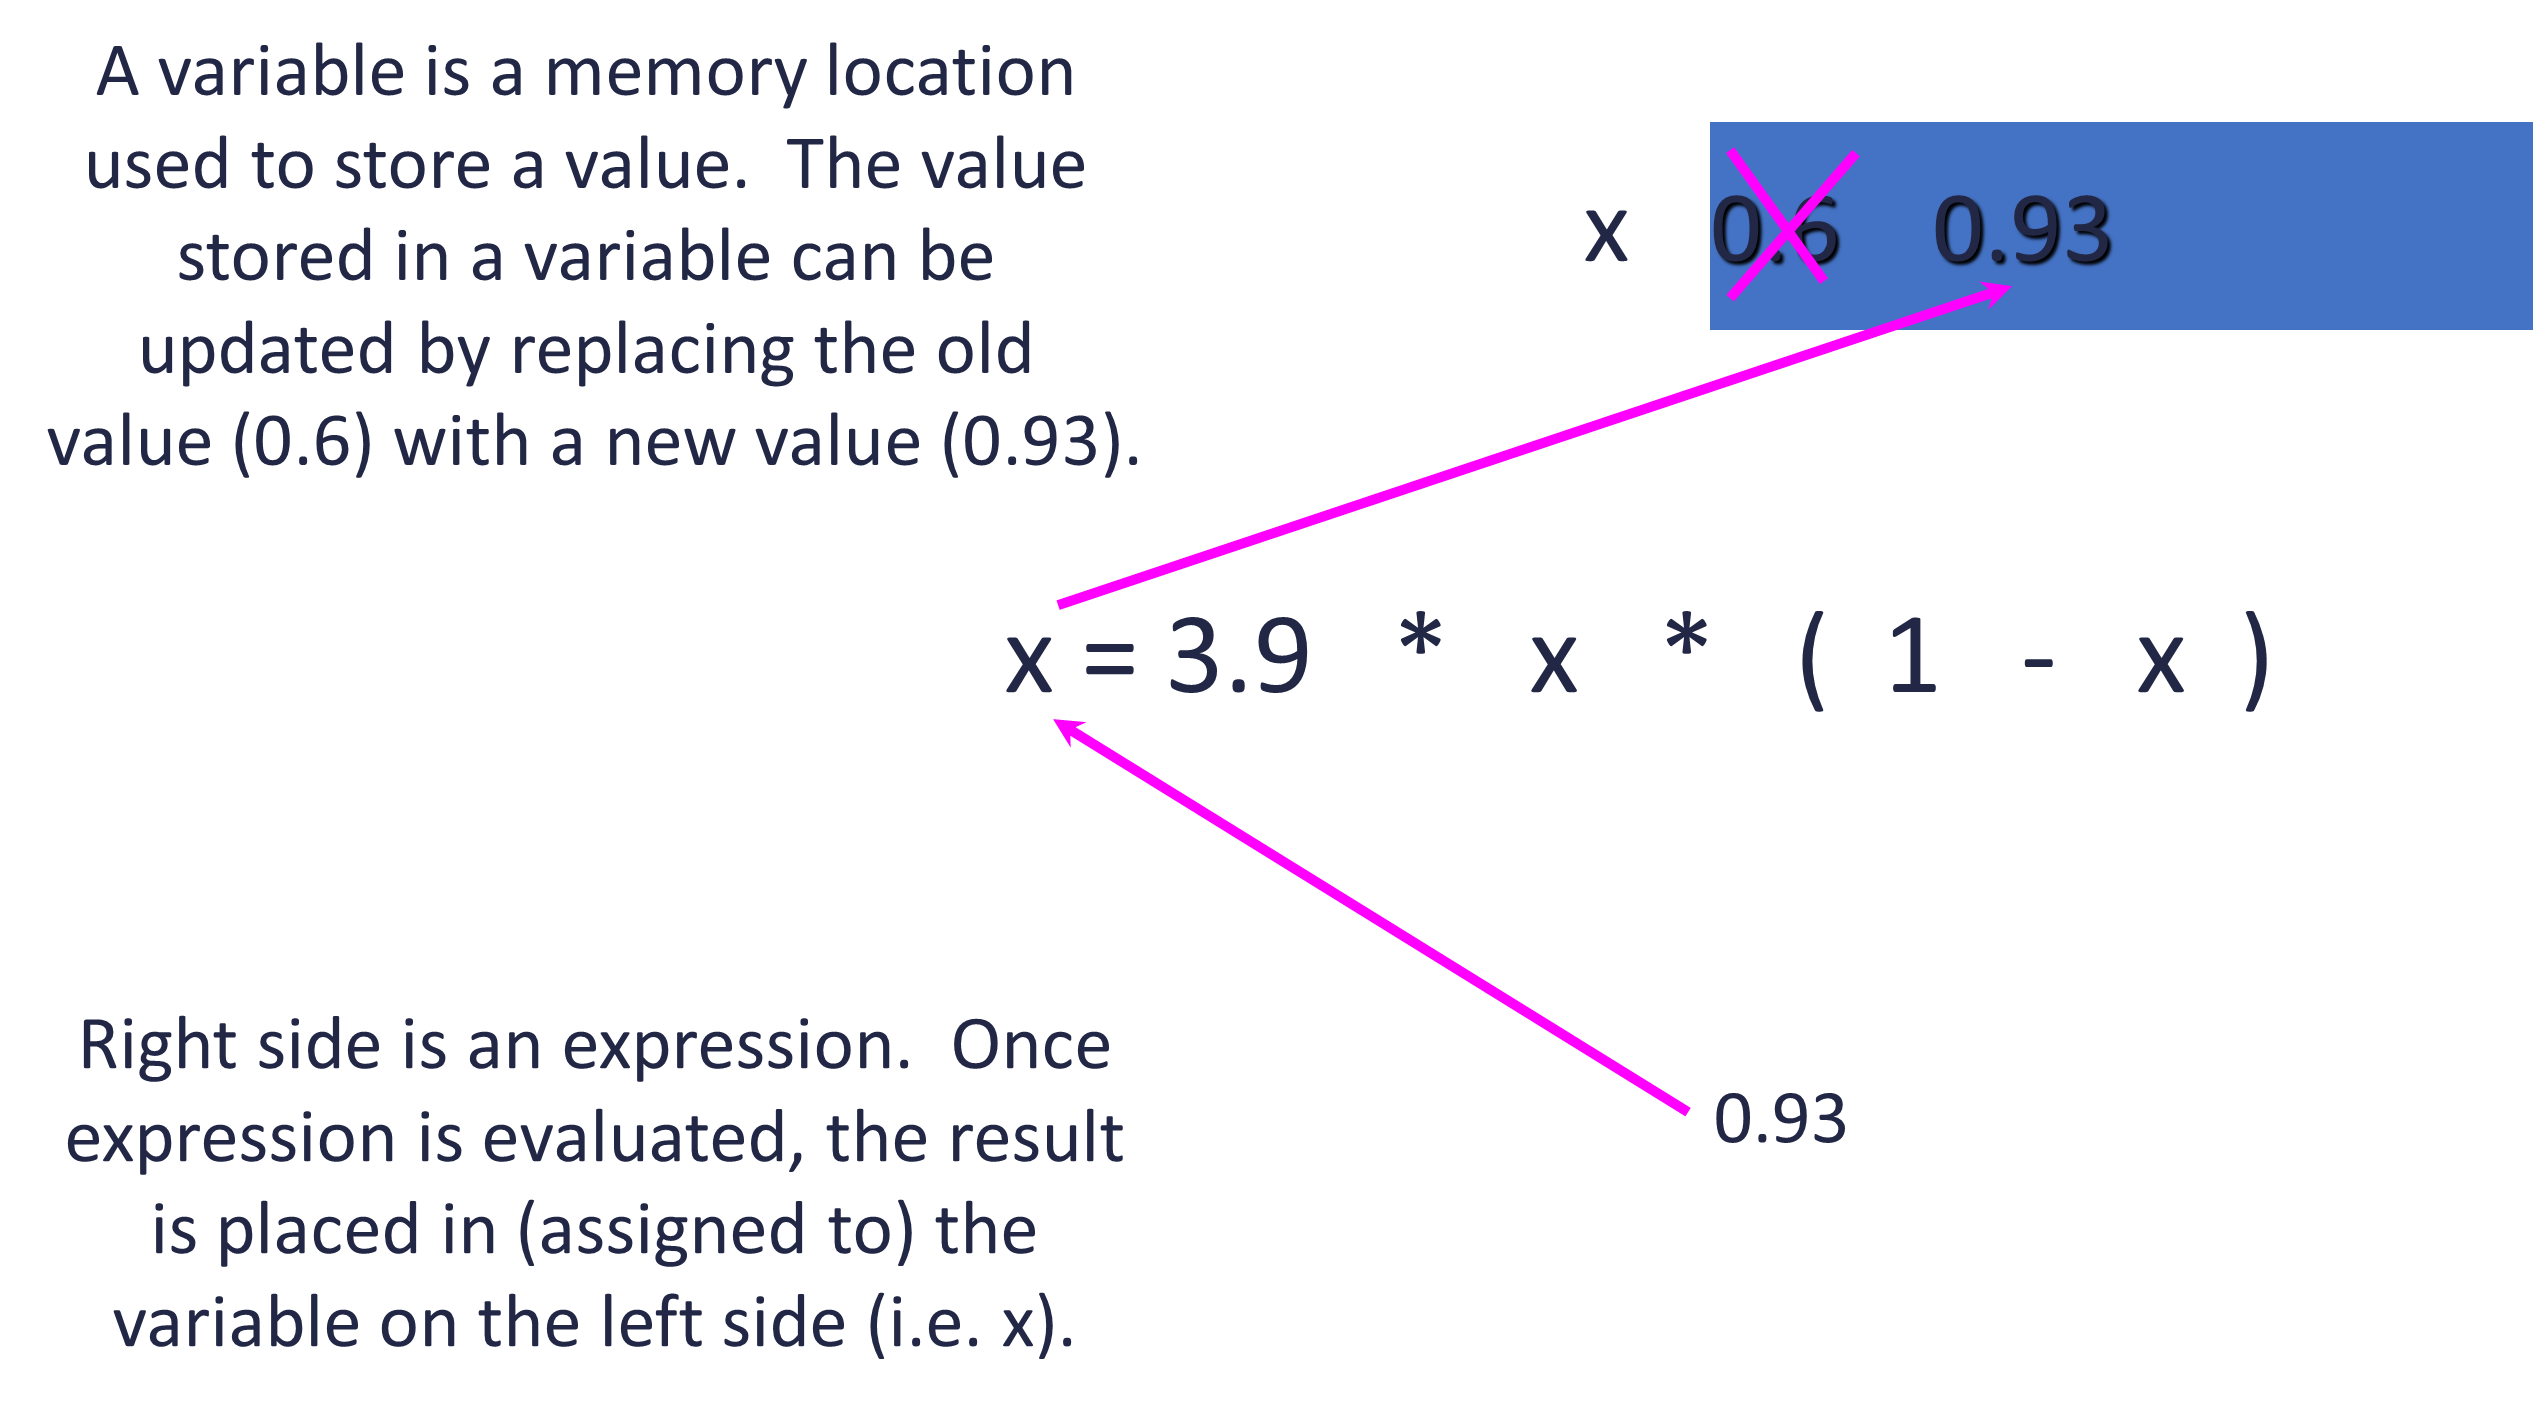 A variable is a memory location
used to store a value.  The value
stored in a variable can be
updated by replacing the old
value (0.6) with a new value (0.93).
x 0.6 0.93
x = 3.9 * x * ( 1 - x )
Right side is an expression.  Once
expression is evaluated, the result
is placed in (assigned to) the
variable on the left side (i.e. x).
0.93